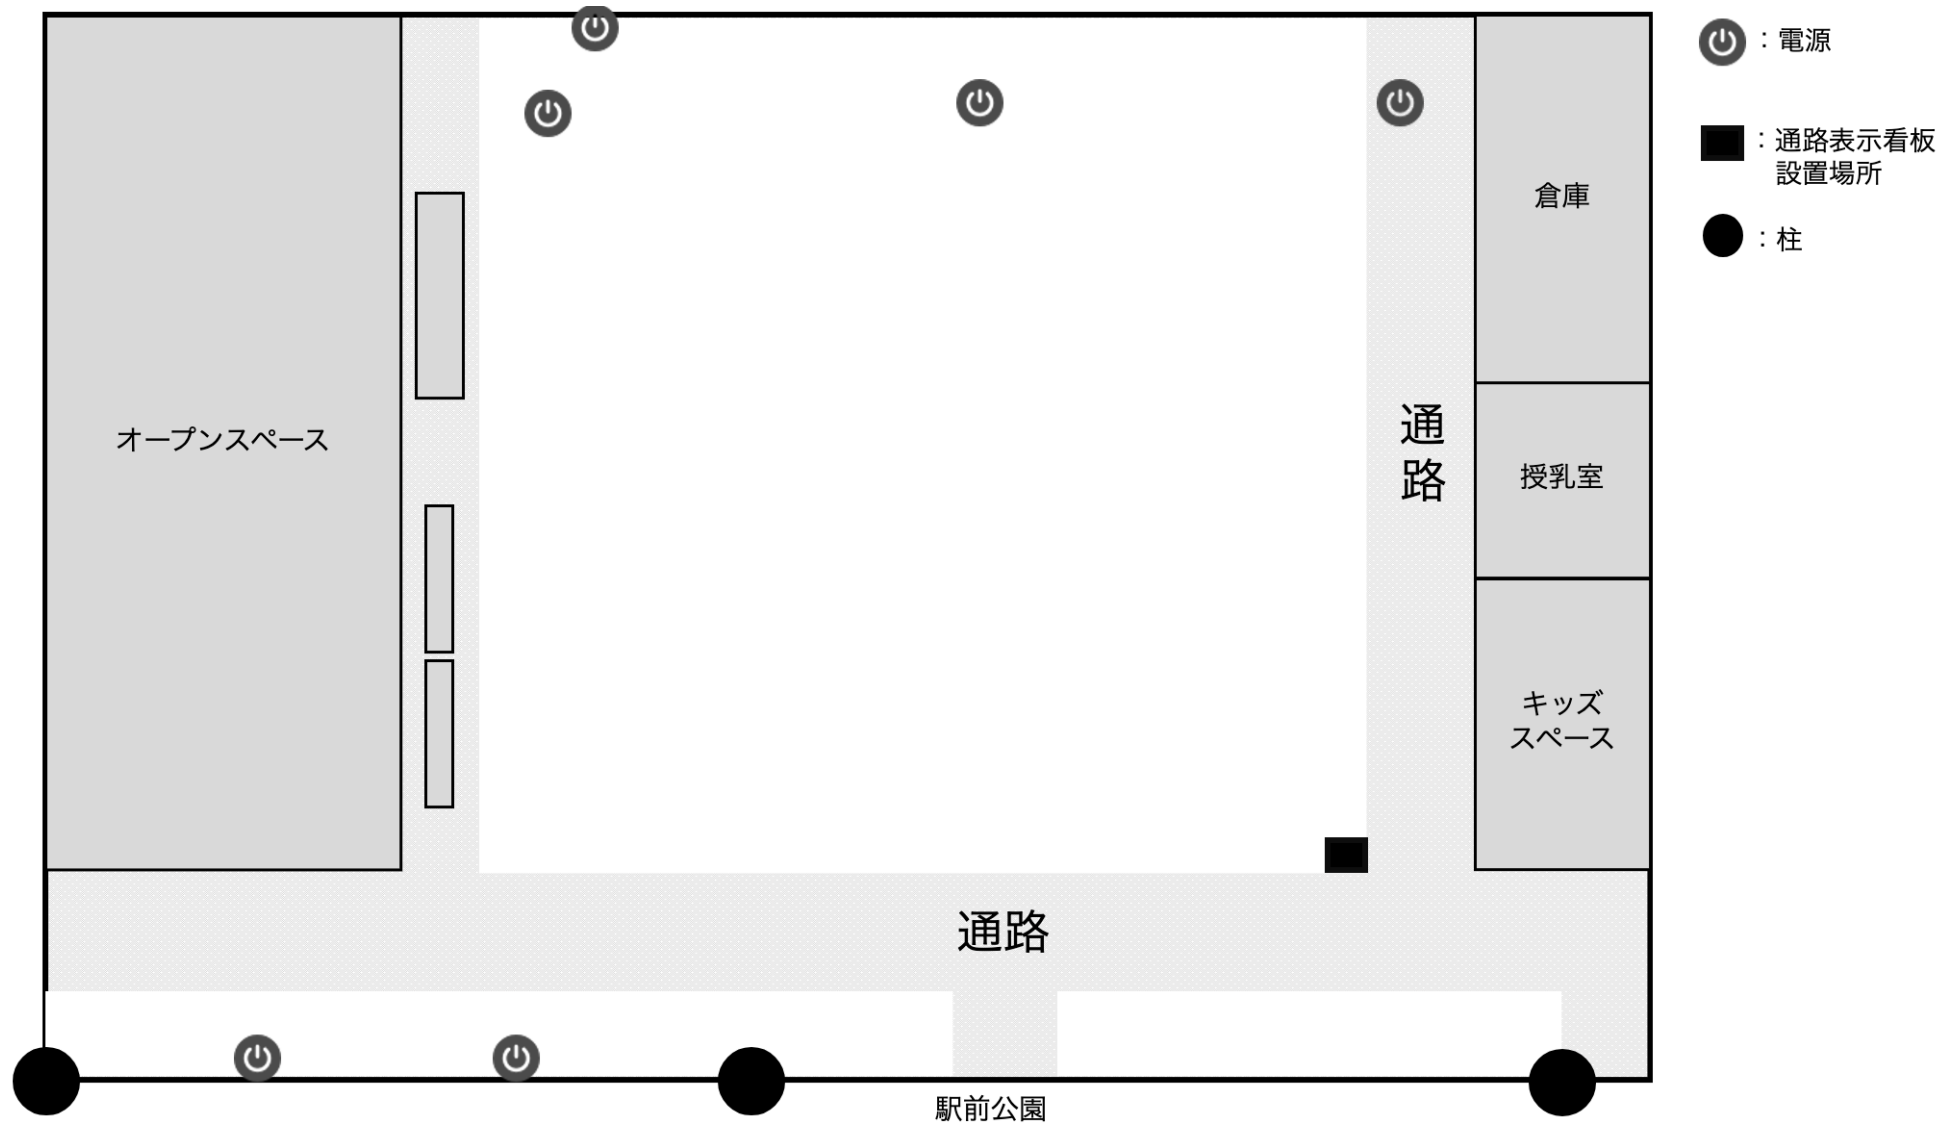 ：電源
：通路表示看板
設置場所
：柱
倉庫
オープンスペース
通
路
授乳室
キッズ
スペース
通路
駅前公園